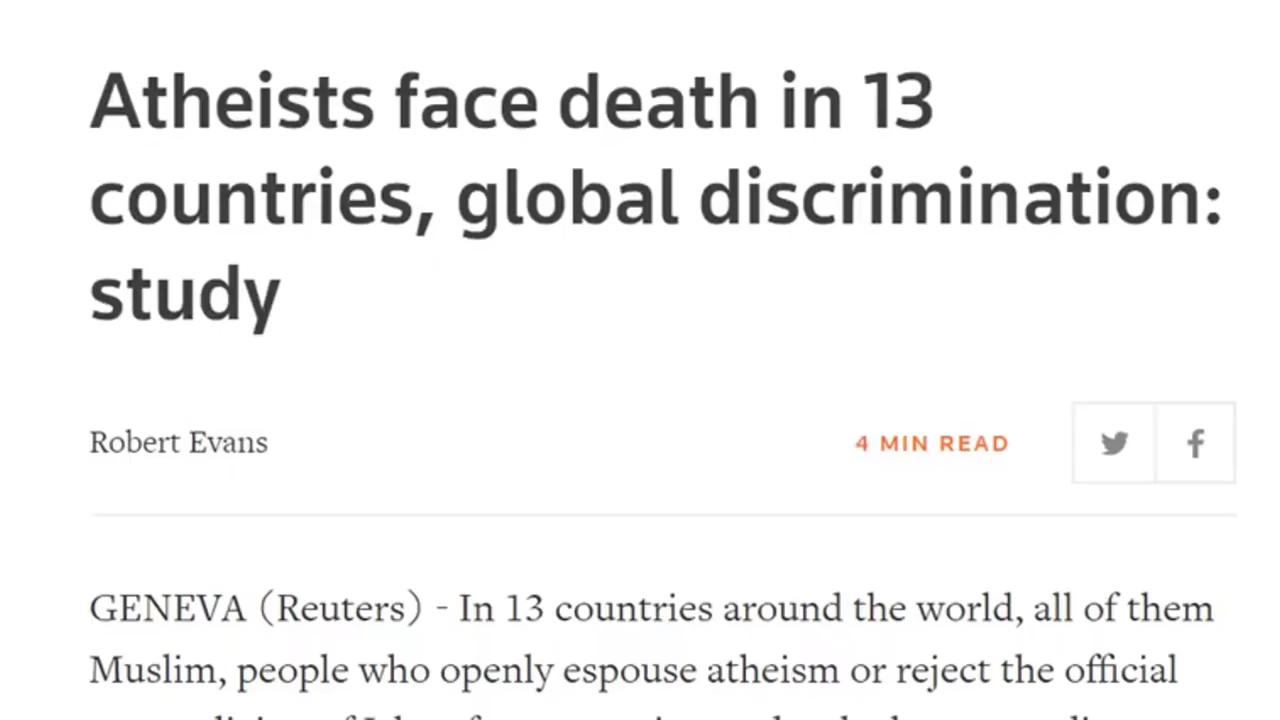 Atheists face death in 13
countries, global discrimination:
study
Robert Evans
4 MIN READ
GENEVA (Reuters) - In 13 countries around the world, all of them
Muslim, people who openly espouse atheism or reject the official